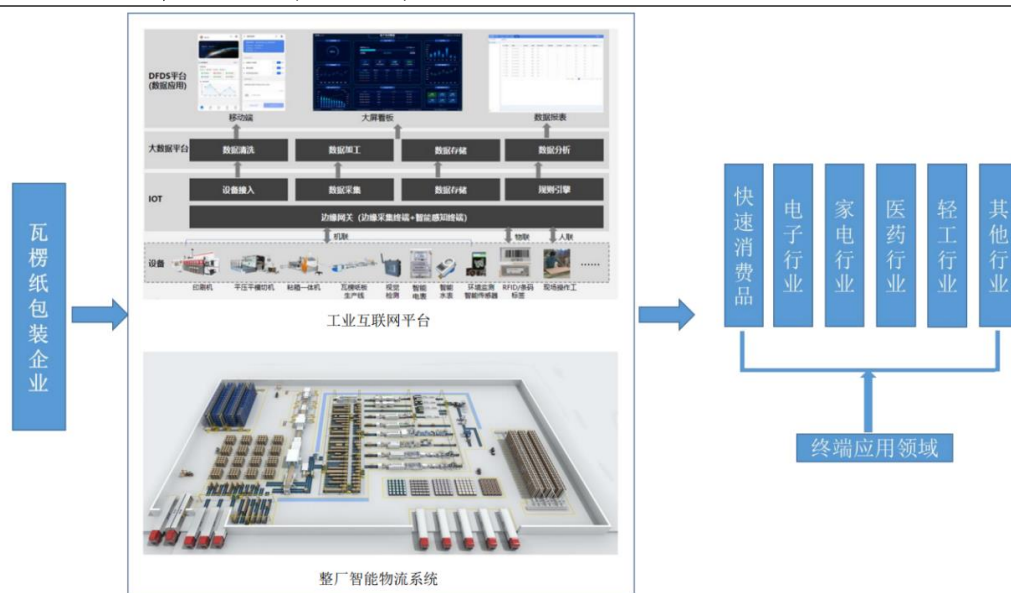 瓦楞纸包装企业
DFDS平台
(数据应用)
移动端
大屏看板
数据报表
大数据平台
数据清洗
数据加工
数据存储
数据分析
IOT
设备接入
数据采集
数据存储
规则引擎
边缘网关（边缘采集终端+智能感知终端）
机联
物联
人联
设备
......
印刷机
平压平模切机
粘箱一体机
瓦楞纸板
生产线
视觉
检测
智能
电表
智能
水表
环境监测
智能传感器
RFID/条码
标签
现场操作工
工业互联网平台
整厂智能物流系统
快速消费品
电子行业
家电行业
医药行业
轻工行业
其他行业
终端应用领域